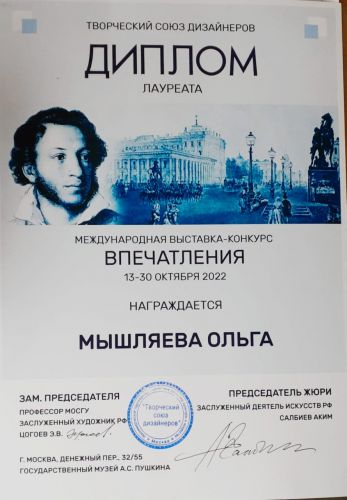 ТВОРЧЕСКИЙ СОЮЗ ДИЗАЙНЕРОВ
ДИПЛОМ
ЛАУРЕАТА
МЕЖДУНАРОДНАЯ ВЫСТАВКА-КОНКУРС
ВПЕЧАТЛЕНИЯ
13-30 ОКТЯБРЯ 2022
НАГРАЖДАЕТСЯ
МЫШЛЯЕВА ОЛЬГА
ЗАМ. ПРЕДСЕДАТЕЛЯ
ПРОФЕССОР МОСГУ
ЗАСЛУЖЕННЫЙ ХУДОЖНИК РФ
ЦОГОЕВ Э.В.
"Творческий
союз
дизайнеров"
ПРЕДСЕДАТЕЛЬ ЖЮРИ
ЗАСЛУЖЕННЫЙ ДЕЯТЕЛЬ ИСКУССТВ РФ
САЛБИЕВ АКИМ
Г. МОСКВА, ДЕНЕЖНЫЙ ПЕР., 32/55
ГОСУДАРСТВЕННЫЙ МУЗЕЙ А.С. ПУШКИНА